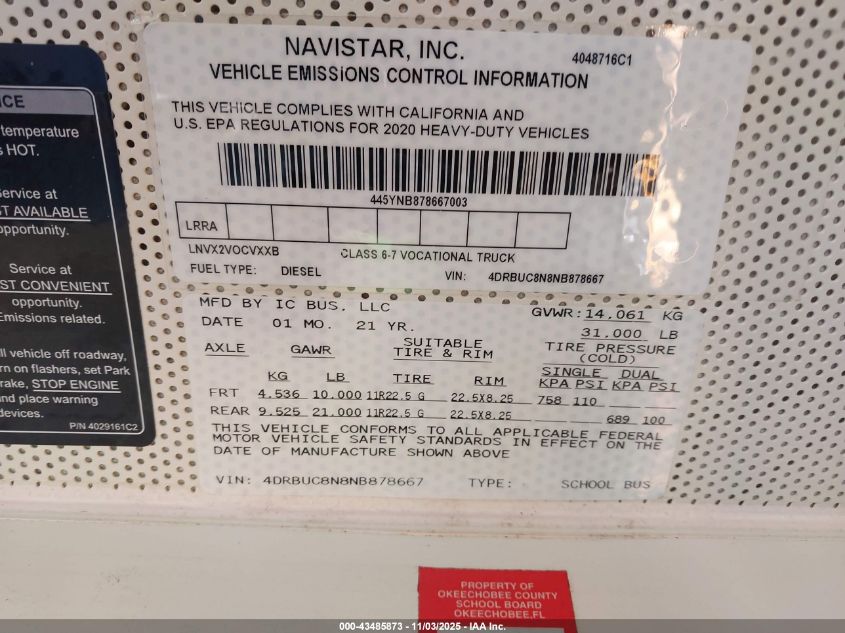 NAVISTAR, INC.
4048716C1
VEHICLE EMISSIONS CONTROL INFORMATION
THIS VEHICLE COMPLIES WITH CALIFORNIA AND
U.S. EPA REGULATIONS FOR 2020 HEAVY-DUTY VEHICLES
445YNB878667003
LRRA
LNVX2VOCVXXB CLASS 6-7 VOCATIONAL TRUCK
FUEL TYPE: DIESEL VIN: 4DRBUC8N8NB878667
MFD BY IC BUS, LLC GVWR: 14,061 KG
DATE 01 MO. 21 YR. 31,000 LB
AXLE GAWR SUITABLE TIRE & RIM TIRE PRESSURE (COLD)
SINGLE DUAL
KG LB TIRE RIM KPA PSI KPA PSI
FRT 4,536 10,000 11R22.5 G 22.5X8.25 758 110
REAR 9,525 21,000 11R22.5 G 22.5X8.25 689 100
THIS VEHICLE CONFORMS TO ALL APPLICABLE FEDERAL
MOTOR VEHICLE SAFETY STANDARDS IN EFFECT ON THE
DATE OF MANUFACTURE SHOWN ABOVE
VIN: 4DRBUC8N8NB878667 TYPE: SCHOOL BUS
temperature
HOT.
Service at
AVAILABLE
opportunity.
Service at
CONVENIENT
opportunity.
Emissions related.
vehicle off roadway,
on flashers, set Park
STOP ENGINE
and place warning
devices.
P/N 4029161C2
PROPERTY OF
OKEECHOBEE COUNTY
SCHOOL BOARD
OKEECHOBEE, FL
000-43485873 - 11/03/2025 - IAA Inc.